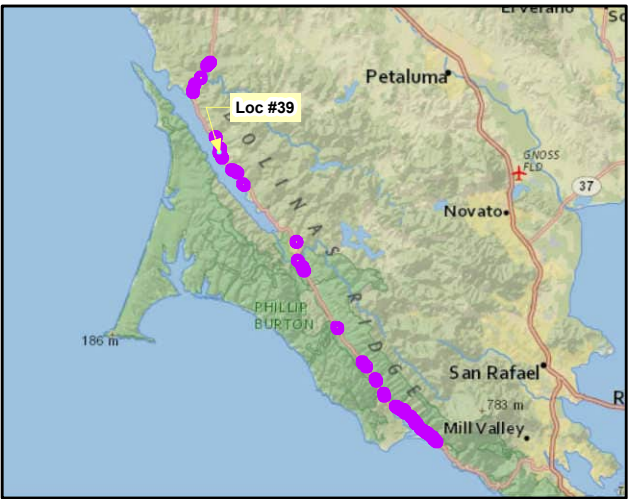 El Verano
Petaluma
Loc #39
GNOSS
FLD
37
BOLINAS RIDGE
Novato
PHILLIP
BURTON
186 m
San Rafael
783 m
Mill Valley